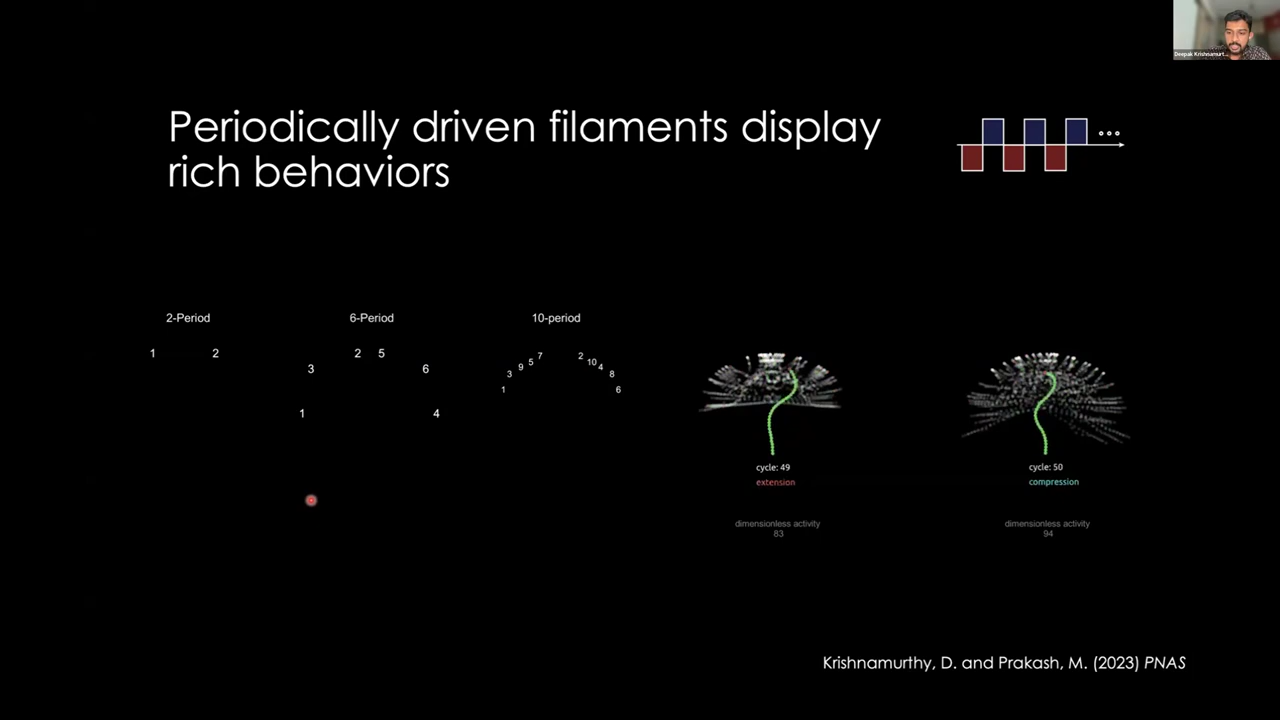 Deepak Krishnamurt...
Periodically driven filaments display
rich behaviors
2-Period
6-Period
10-period
1 2
3 2 5 6
1 4
1 3 9 5 7 2 10 4 8 6
cycle: 49
extension
dimensionless activity
83
cycle: 50
compression
dimensionless activity
94
Krishnamurthy, D. and Prakash, M. (2023) PNAS